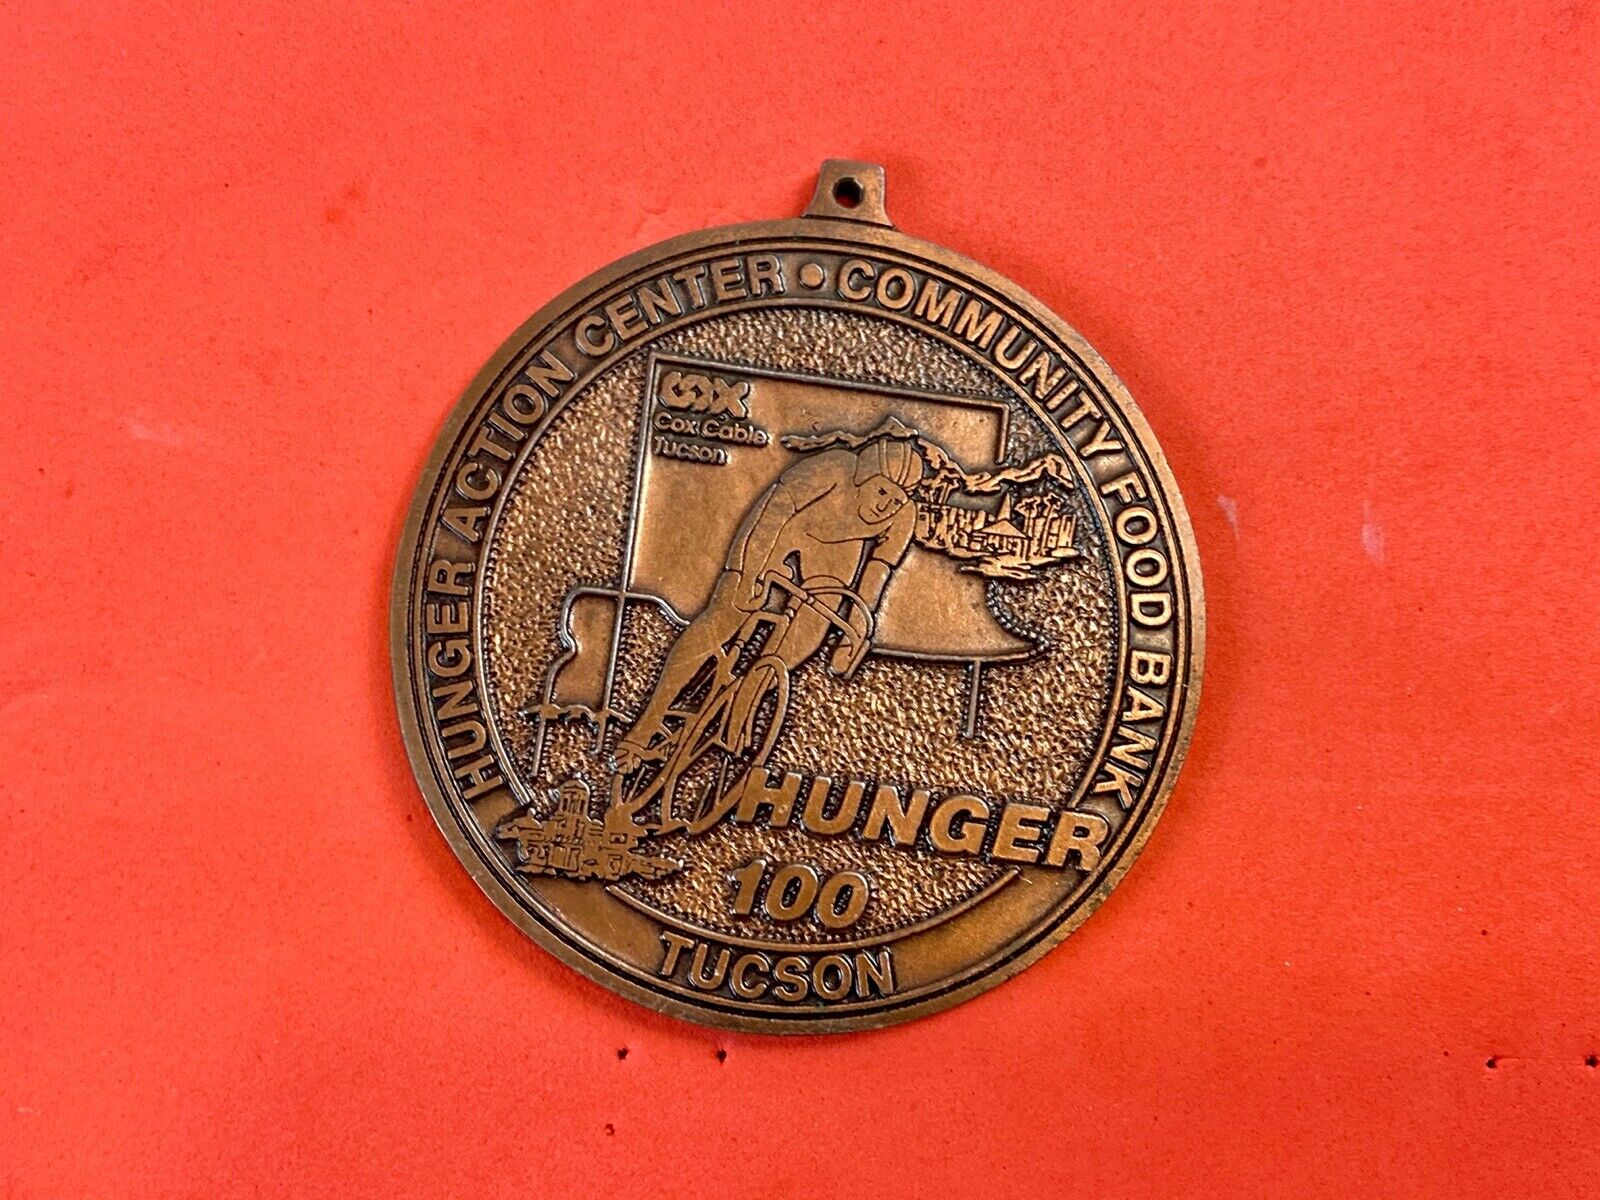 HUNGER ACTION CENTER • COMMUNITY FOOD BANK
COX
Cox Cable
Tucson
HUNGER
100
TUCSON